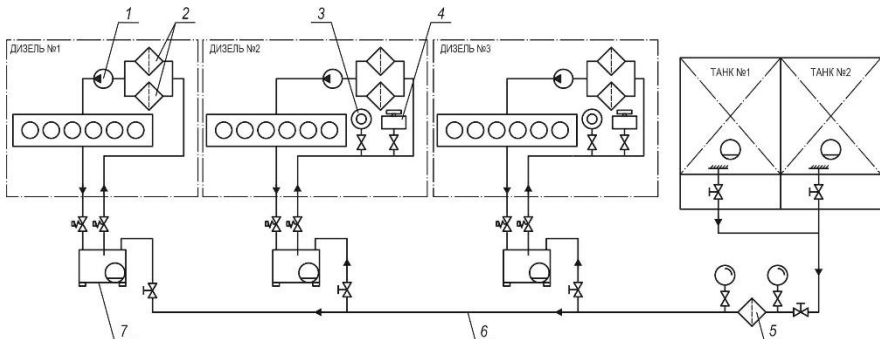 1 2 3 4
ДИЗЕЛЬ №1 ДИЗЕЛЬ №2 ДИЗЕЛЬ №3
ТАНК №1 ТАНК №2
7 6 5